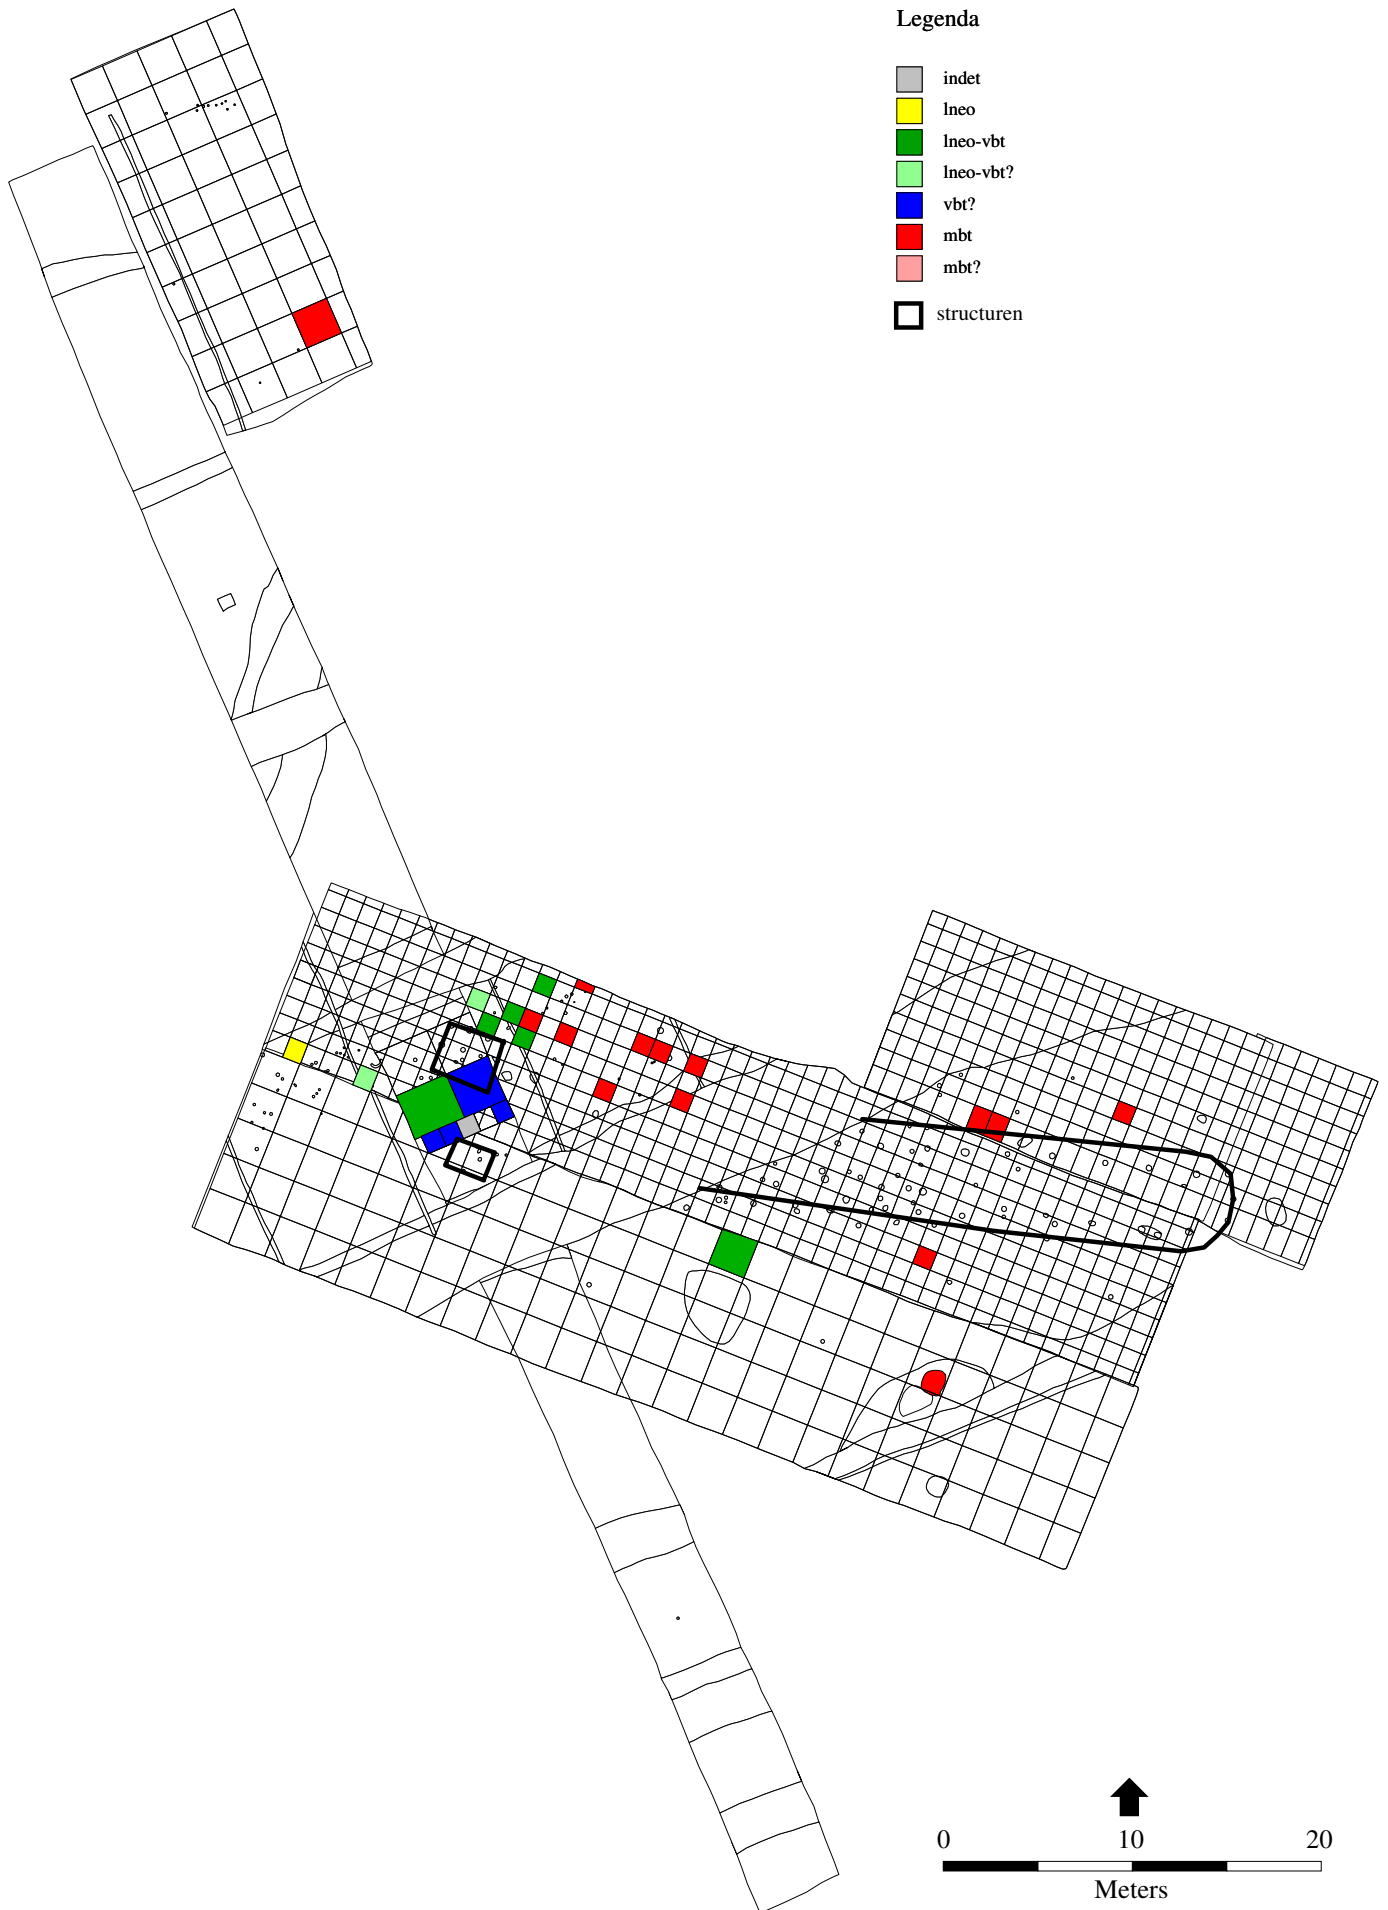 Legenda
indet
lneo
lneo-vbt
lneo-vbt?
vbt?
mbt
mbt?
structuren
0 10 20
Meters